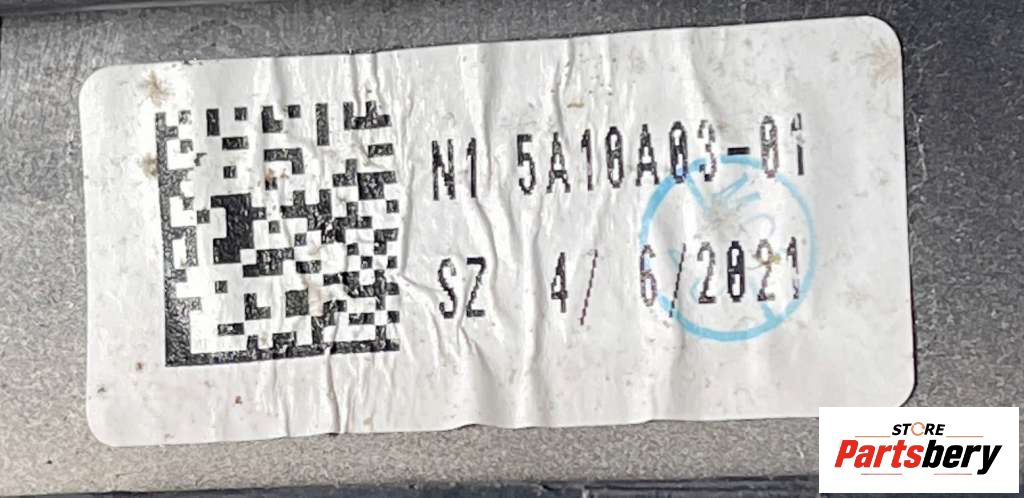 N1 5A10A03-01
SZ 4/ 6/2021
STORE
Partsbery